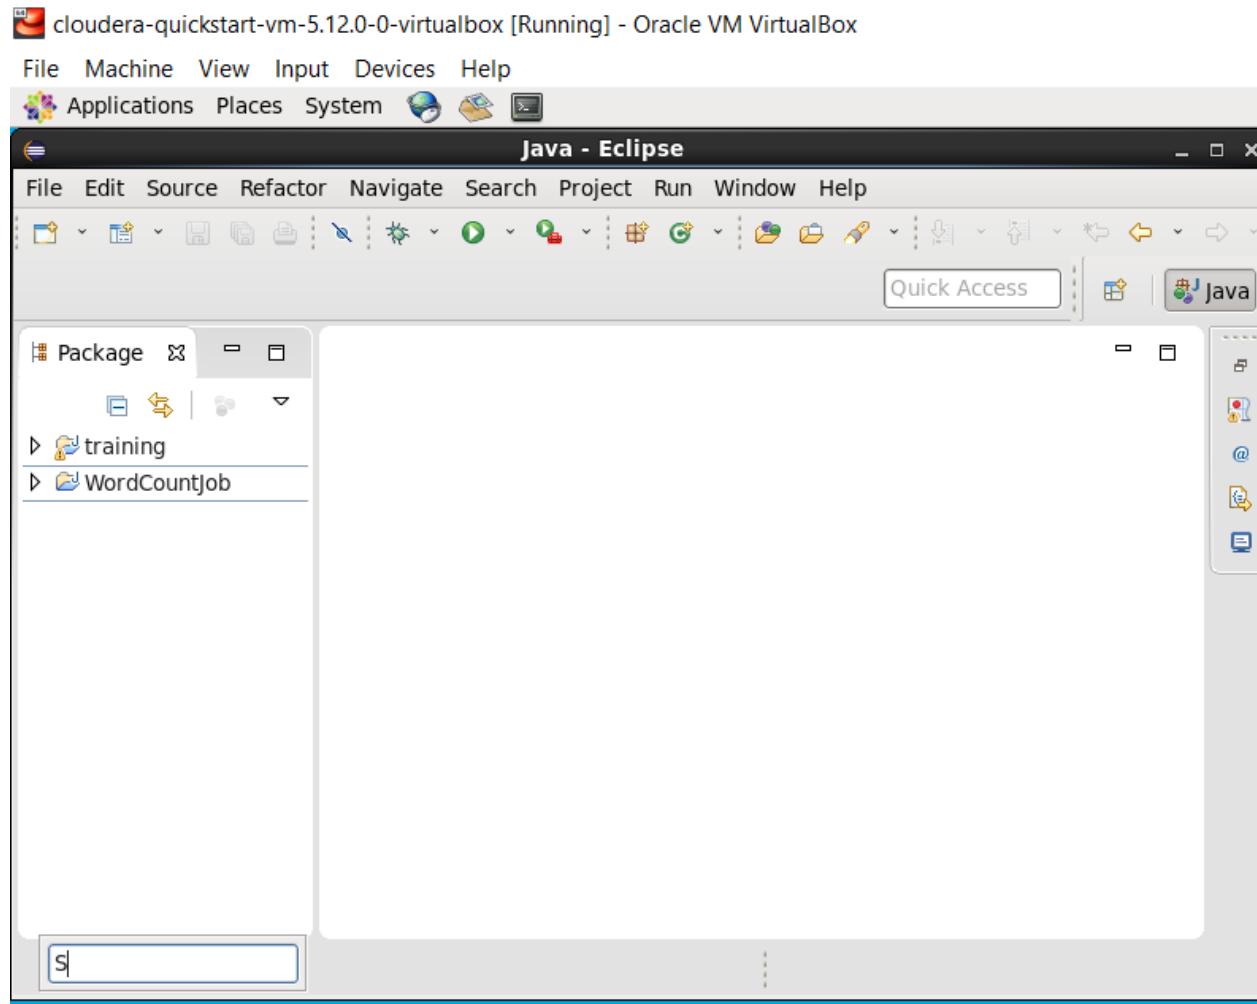 cloudera-quickstart-vm-5.12.0-0-virtualbox [Running] - Oracle VM VirtualBox
File Machine View Input Devices Help
Applications Places System
Java - Eclipse
File Edit Source Refactor Navigate Search Project Run Window Help
Quick Access
Java
Package
training
WordCountJob
S